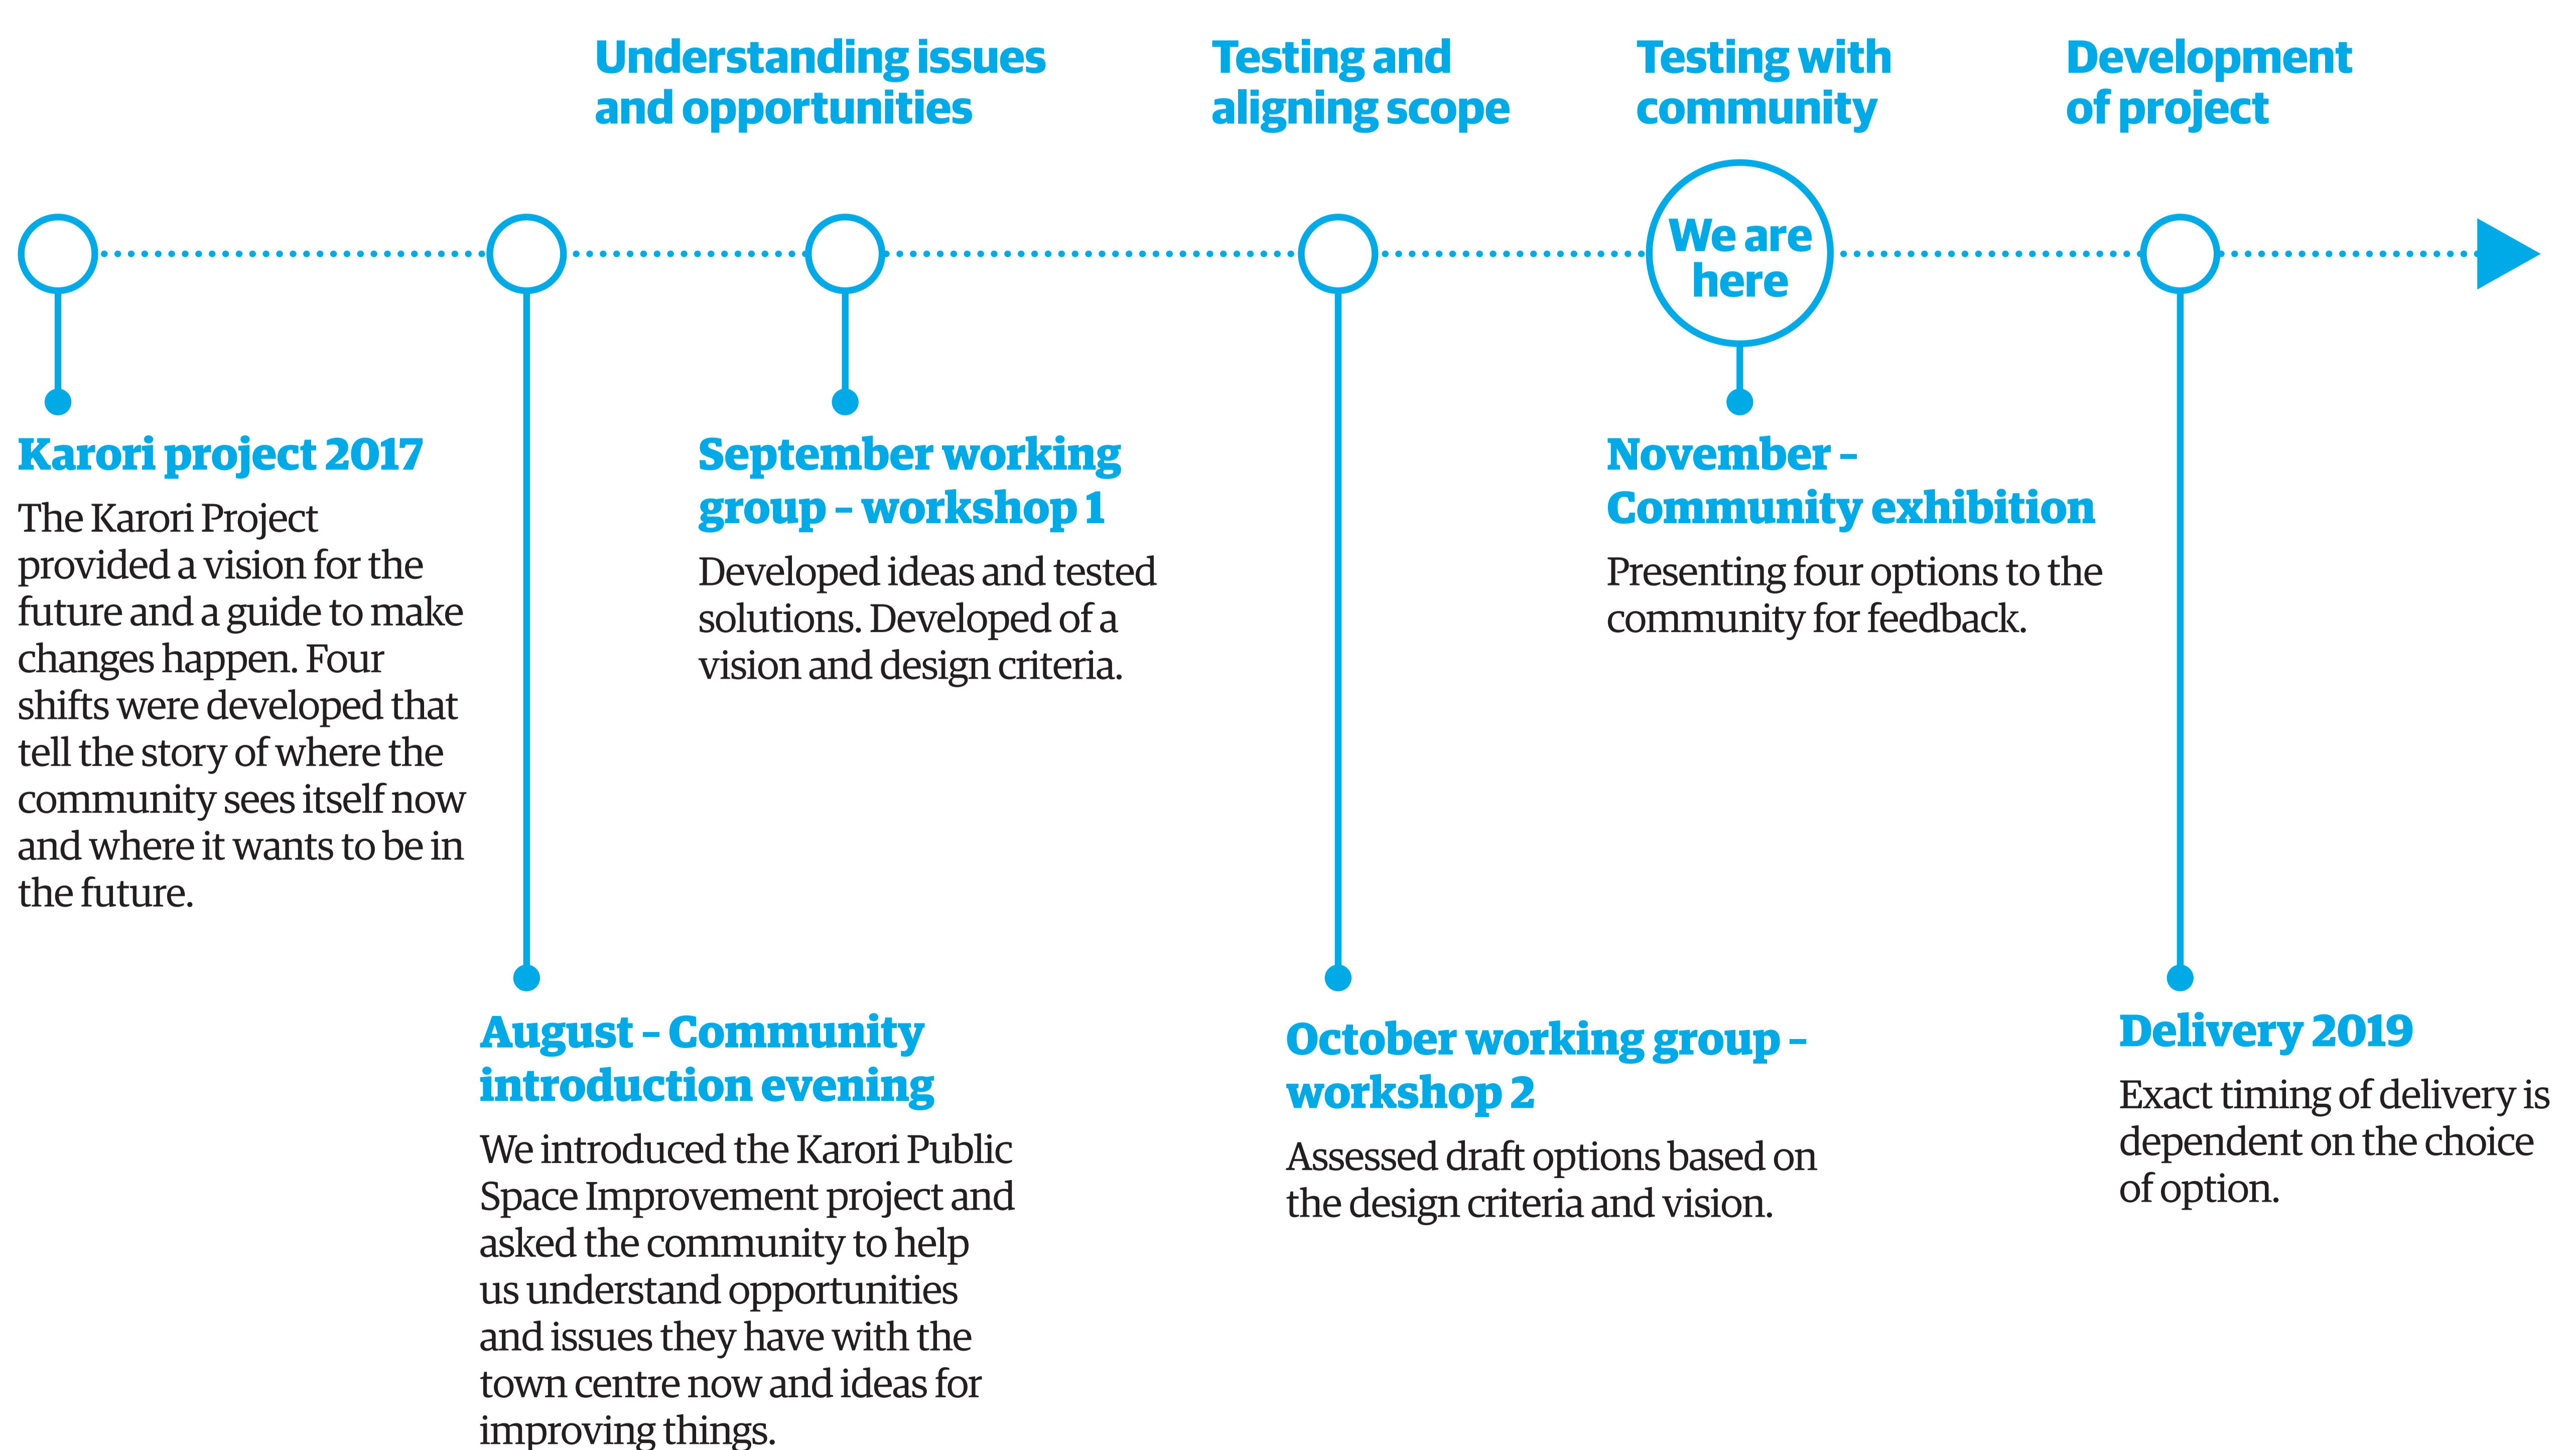 Understanding issues
and opportunities
Testing and
aligning scope
Testing with
community
Development
of project
We are
here
Karori project 2017
The Karori Project
provided a vision for the
future and a guide to make
changes happen. Four
shifts were developed that
tell the story of where the
community sees itself now
and where it wants to be in
the future.
August – Community
introduction evening
We introduced the Karori Public
Space Improvement project and
asked the community to help
us understand opportunities
and issues they have with the
town centre now and ideas for
improving things.
September working
group – workshop 1
Developed ideas and tested
solutions. Developed of a
vision and design criteria.
October working group –
workshop 2
Assessed draft options based on
the design criteria and vision.
November –
Community exhibition
Presenting four options to the
community for feedback.
Delivery 2019
Exact timing of delivery is
dependent on the choice
of option.